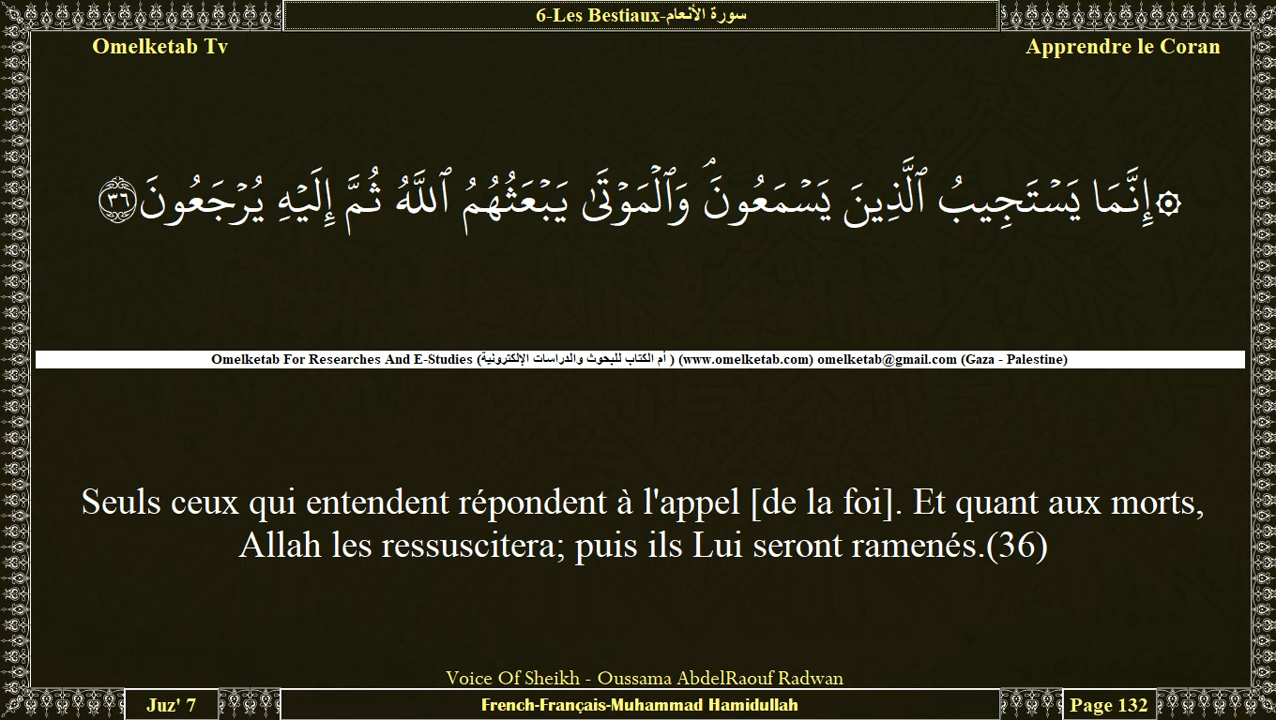 6-Les Bestiaux-سورة الأنعام
Omelketab Tv
Apprendre le Coran
۞إِنَّمَا يَسۡتَجِيبُ ٱلَّذِينَ يَسۡمَعُونَۘ وَٱلۡمَوۡتَىٰ يَبۡعَثُهُمُ ٱللَّهُ ثُمَّ إِلَيۡهِ يُرۡجَعُونَ٣٦
Omelketab For Researches And E-Studies (أم الكتاب للبحوث والدراسات الإلكترونية ) (www.omelketab.com) omelketab@gmail.com (Gaza - Palestine)
Seuls ceux qui entendent répondent à l'appel [de la foi]. Et quant aux morts,
Allah les ressuscitera; puis ils Lui seront ramenés.(36)
Voice Of Sheikh - Oussama AbdelRaouf Radwan
Juz' 7
French-Français-Muhammad Hamidullah
Page 132